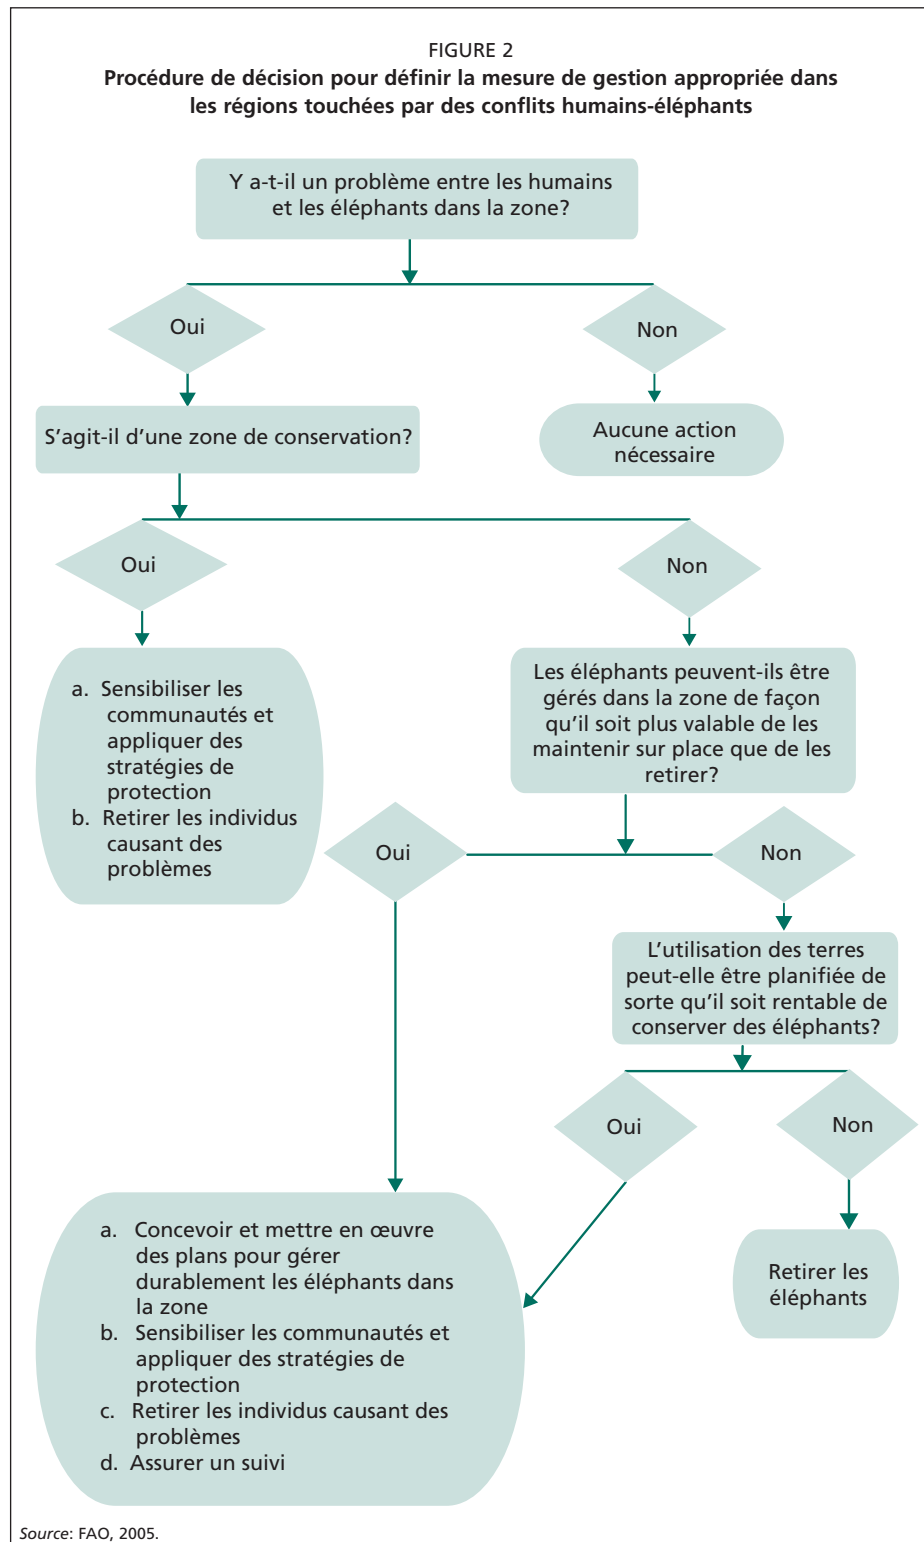 FIGURE 2
Procédure de décision pour définir la mesure de gestion appropriée dans
les régions touchées par des conflits humains-éléphants
Y a-t-il un problème entre les humains
et les éléphants dans la zone?
Oui
Non
S'agit-il d'une zone de conservation?
Aucune action
nécessaire
Oui
Non
a. Sensibiliser les
communautés et
appliquer des
stratégies de
protection
b. Retirer les individus
causant des
problèmes
Les éléphants peuvent-ils être
gérés dans la zone de façon
qu'il soit plus valable de les
maintenir sur place que de les
retirer?
Oui
Non
L'utilisation des terres
peut-elle être planifiée de
sorte qu'il soit rentable de
conserver des éléphants?
Oui
Non
a. Concevoir et mettre en œuvre
des plans pour gérer
durablement les éléphants dans
la zone
b. Sensibiliser les communautés et
appliquer des stratégies de
protection
c. Retirer les individus causant des
problèmes
d. Assurer un suivi
Retirer les
éléphants
Source: FAO, 2005.